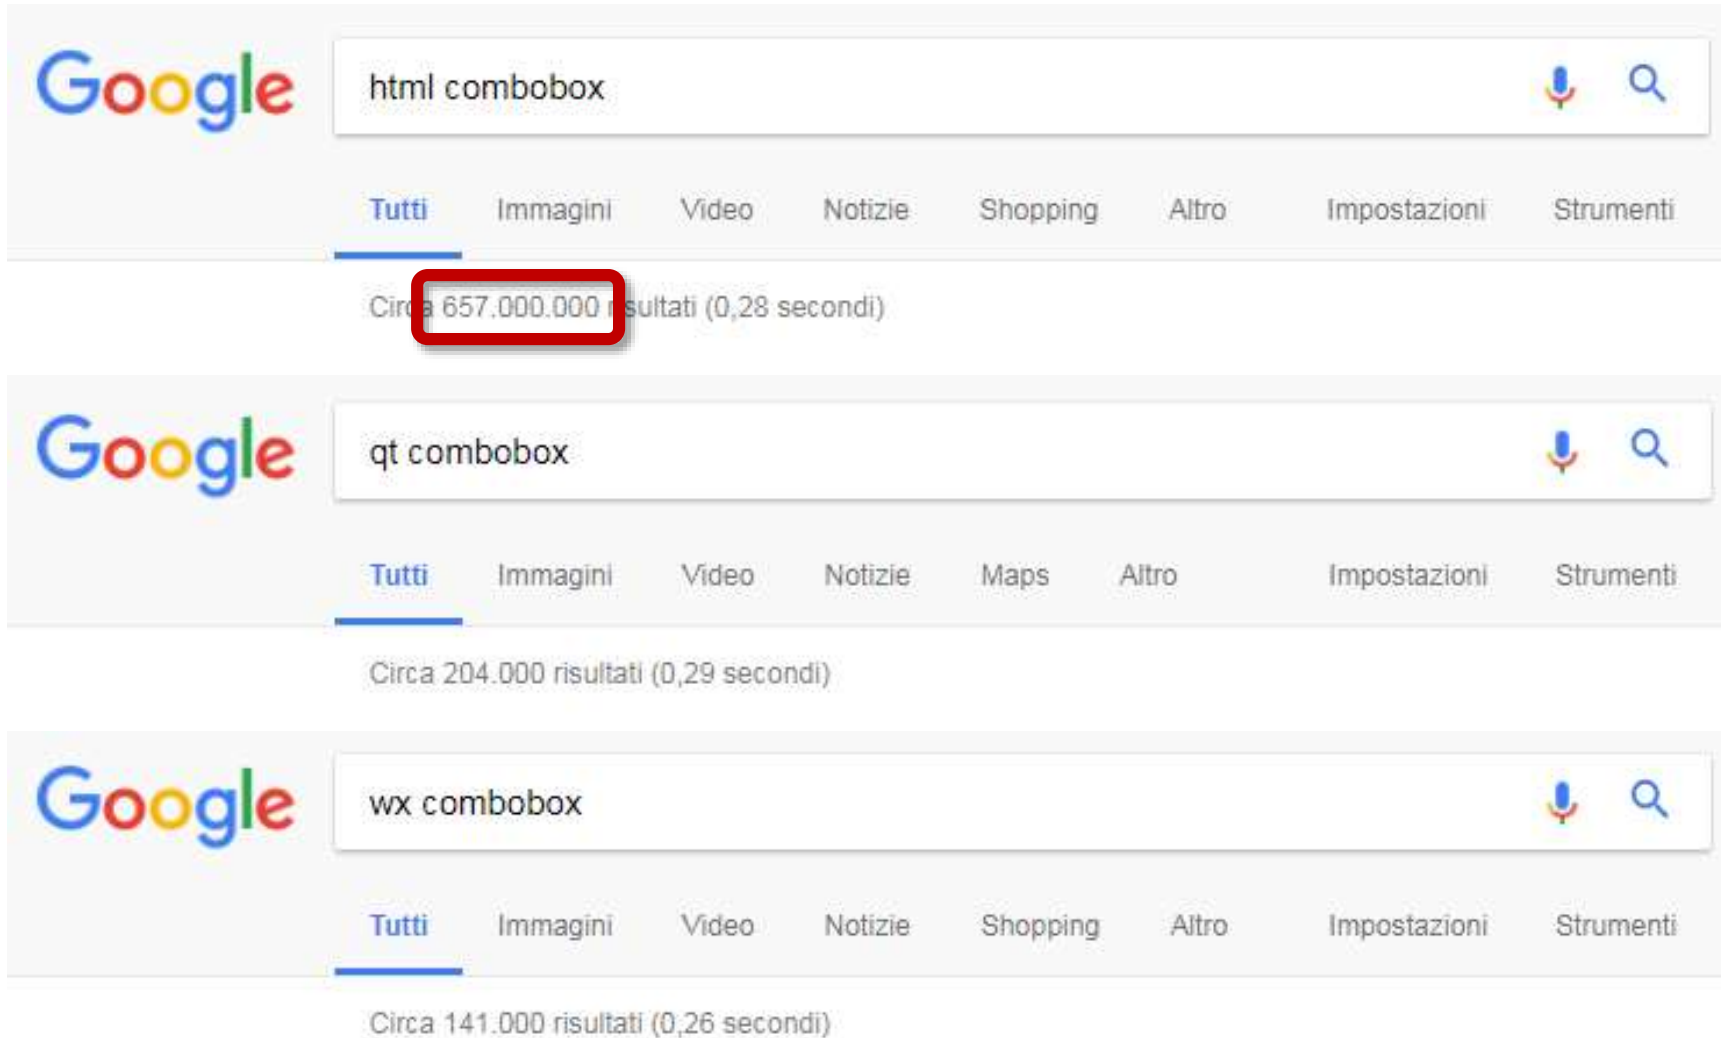 Google html combobox
Tutti Immagini Video Notizie Shopping Altro Impostazioni Strumenti
Circa 657.000.000 risultati (0,28 secondi)
Google qt combobox
Tutti Immagini Video Notizie Maps Altro Impostazioni Strumenti
Circa 204.000 risultati (0,29 secondi)
Google wx combobox
Tutti Immagini Video Notizie Shopping Altro Impostazioni Strumenti
Circa 141.000 risultati (0,26 secondi)